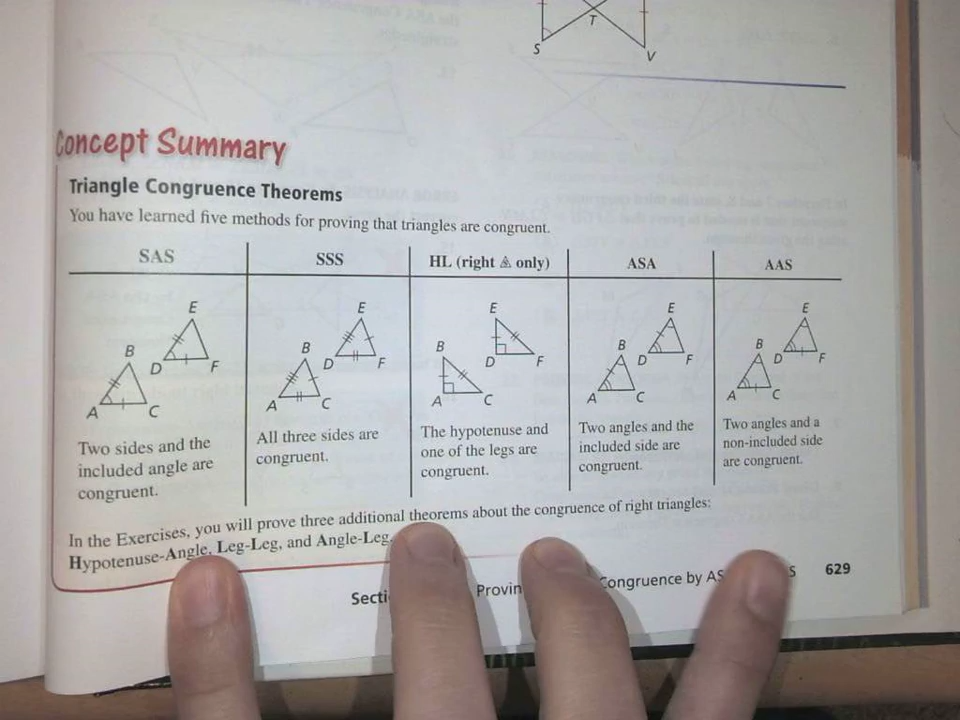 S
T
V
Concept Summary
Triangle Congruence Theorems
You have learned five methods for proving that triangles are congruent.
SAS
SSS
HL (right △ only)
ASA
AAS
E
B
D
F
A
C
E
B
D
F
A
C
E
B
D
F
A
C
E
B
D
F
A
C
E
B
D
F
A
C
Two sides and the
included angle are
congruent.
All three sides are
congruent.
The hypotenuse and
one of the legs are
congruent.
Two angles and the
included side are
congruent.
Two angles and a
non-included side
are congruent.
In the Exercises, you will prove three additional theorems about the congruence of right triangles:
Hypotenuse-Angle, Leg-Leg, and Angle-Leg.
Congruence by 629